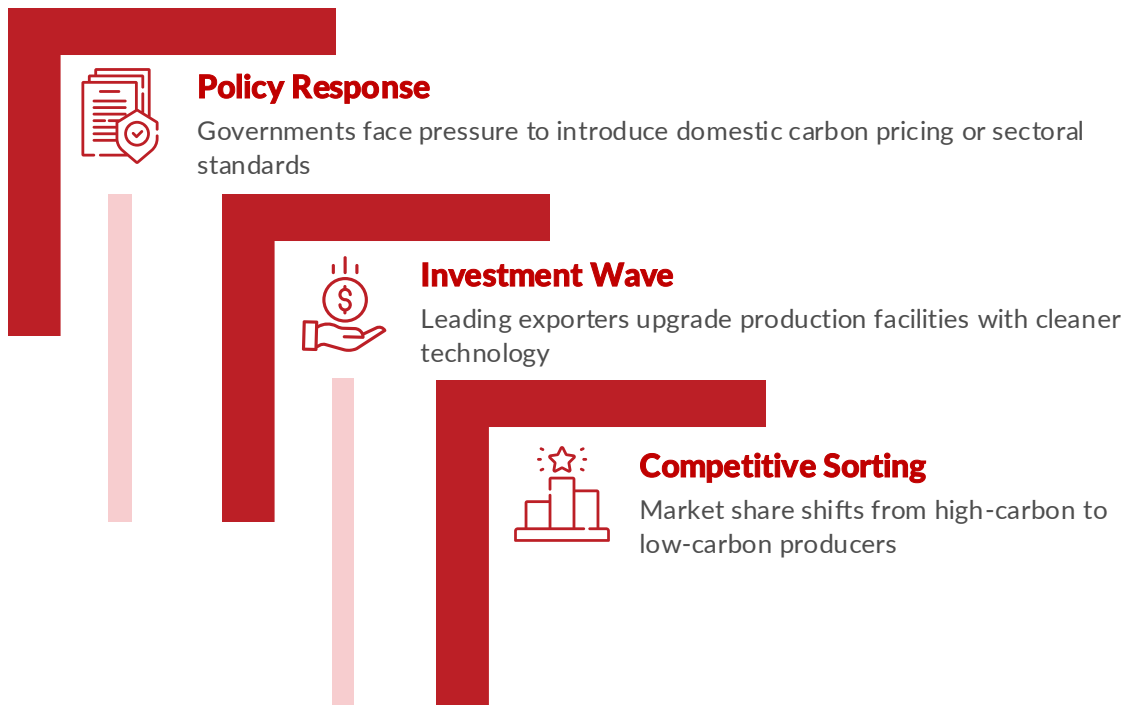 Policy Response
Governments face pressure to introduce domestic carbon pricing or sectoral
standards
Investment Wave
Leading exporters upgrade production facilities with cleaner
technology
Competitive Sorting
Market share shifts from high-carbon to
low-carbon producers